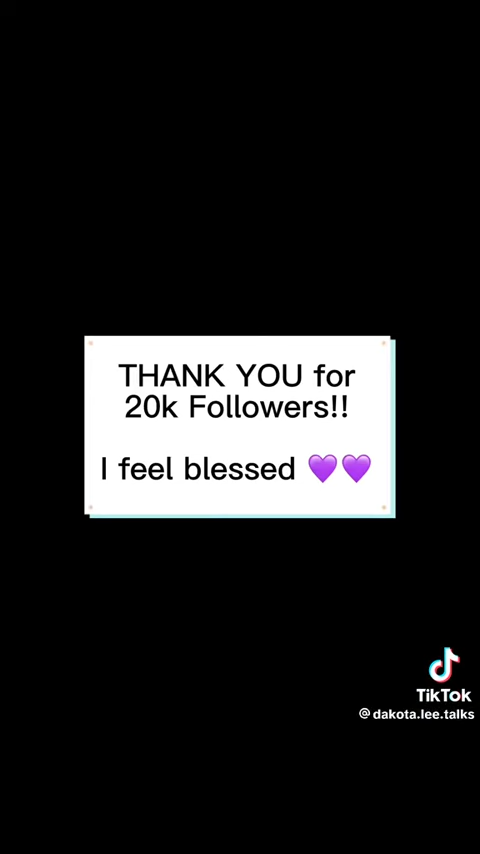 THANK YOU for
20k Followers!!
I feel blessed 💜💜
TikTok
@dakota.lee.talks